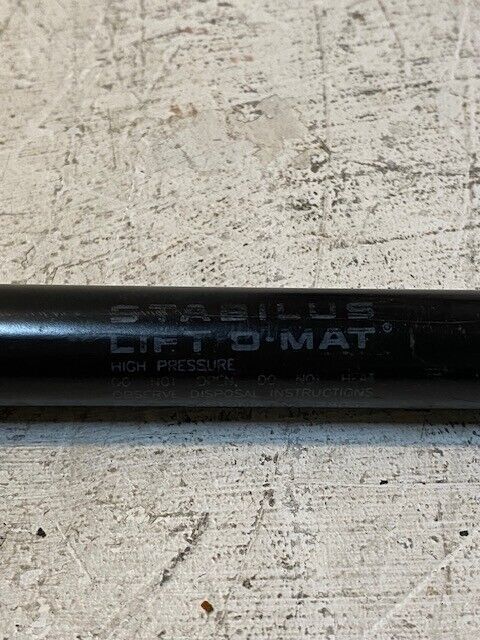 STABILUS
LIFT-O-MAT®
HIGH PRESSURE
DO NOT OPEN, DO NOT HEAT
OBSERVE DISPOSAL INSTRUCTIONS